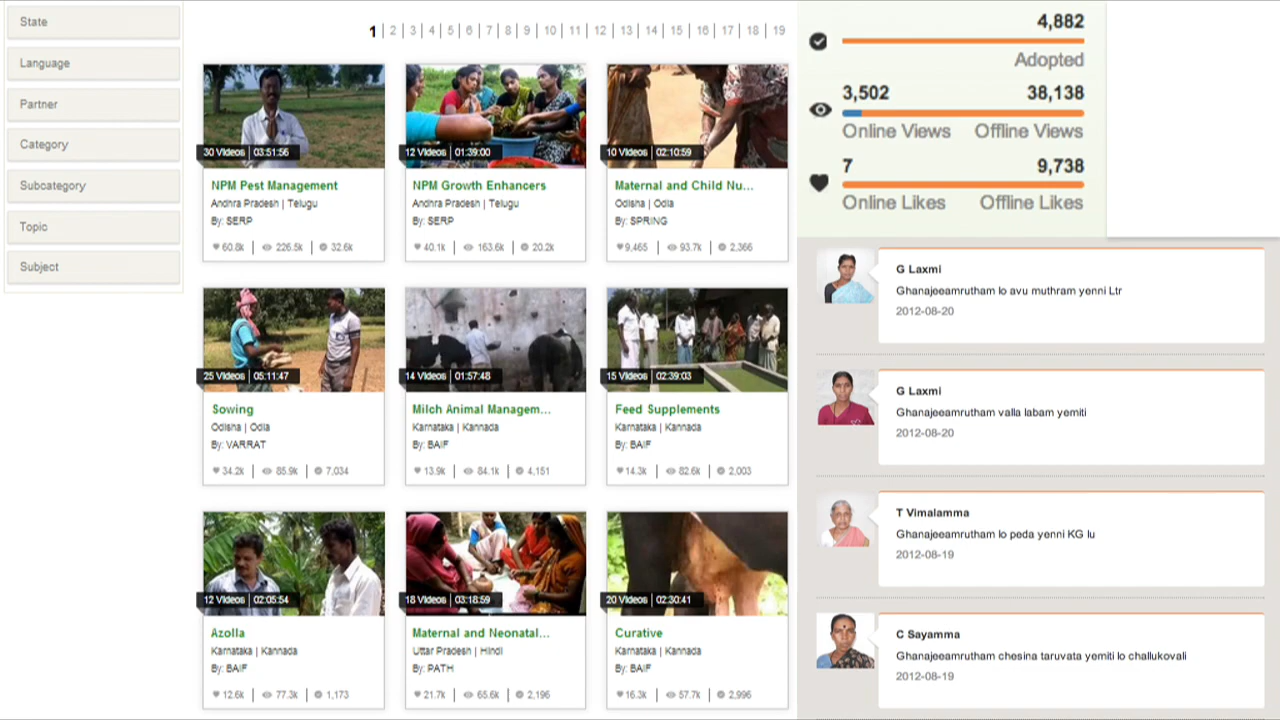 State
Language
Partner
Category
Subcategory
Topic
Subject
1 | 2 | 3 | 4 | 5 | 6 | 7 | 8 | 9 | 10 | 11 | 12 | 13 | 14 | 15 | 16 | 17 | 18 | 19
30 Videos | 03:51:56
NPM Pest Management
Andhra Pradesh | Telugu
By: SERP
60.8k | 226.5k | 32.6k
12 Videos | 01:39:00
NPM Growth Enhancers
Andhra Pradesh | Telugu
By: SERP
40.1k | 163.6k | 20.2k
10 Videos | 02:10:59
Maternal and Child Nu...
Odisha | Odia
By: SPRING
9,465 | 93.7k | 2,366
25 Videos | 05:11:47
Sowing
Odisha | Odia
By: VARRAT
34.2k | 85.9k | 7,034
14 Videos | 01:57:48
Milch Animal Managem...
Karnataka | Kannada
By: BAIF
13.9k | 84.1k | 4,151
15 Videos | 02:39:03
Feed Supplements
Karnataka | Kannada
By: BAIF
14.3k | 82.6k | 2,003
12 Videos | 02:05:54
Azolla
Karnataka | Kannada
By: BAIF
12.6k | 77.3k | 1,173
18 Videos | 03:18:59
Maternal and Neonatal...
Uttar Pradesh | Hindi
By: PATH
21.7k | 65.6k | 2,196
20 Videos | 02:30:41
Curative
Karnataka | Kannada
By: BAIF
16.3k | 57.7k | 2,996
4,882
Adopted
3,502 38,138
Online Views Offline Views
7 9,738
Online Likes Offline Likes
G Laxmi
Ghanajeeamrutham lo avu muthram yenni Ltr
2012-08-20
G Laxmi
Ghanajeeamrutham valla labam yemiti
2012-08-20
T Vimalamma
Ghanajeeamrutham lo peda yenni KG lu
2012-08-19
C Sayamma
Ghanajeeamrutham chesina taruvata yemiti lo challukovali
2012-08-19